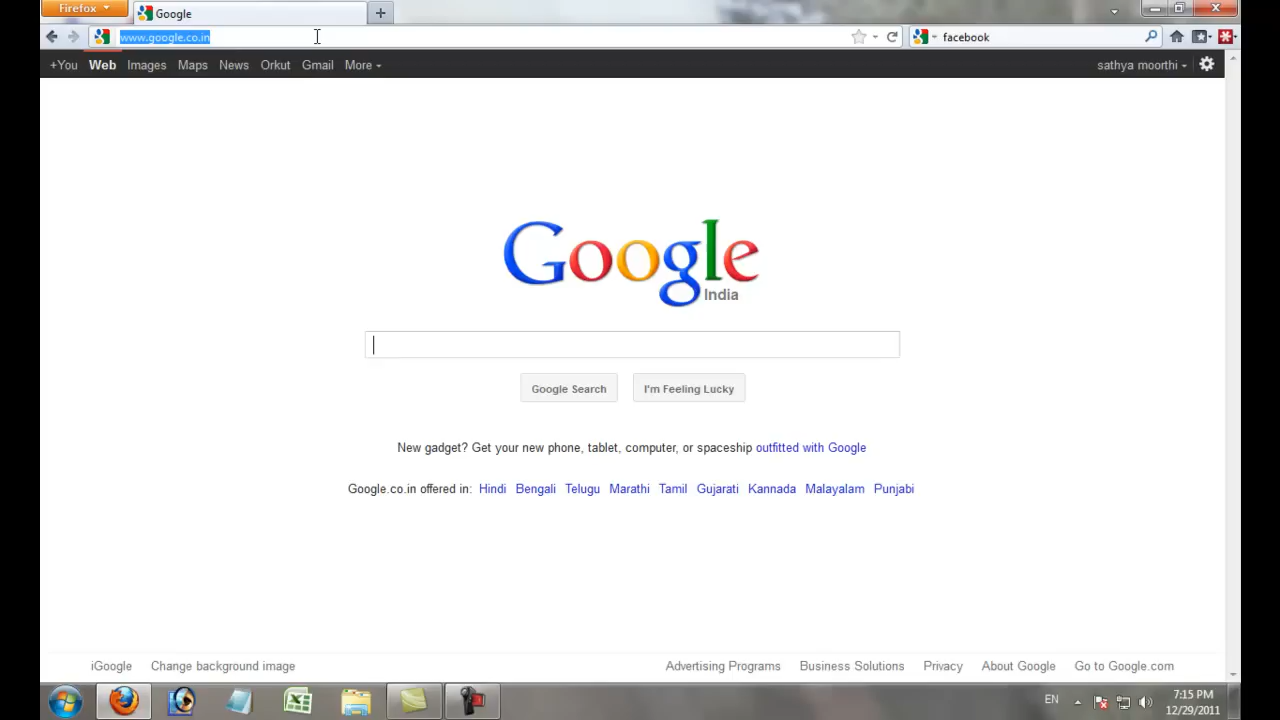 Firefox
Google
www.google.co.in
facebook
+You Web Images Maps News Orkut Gmail More
sathya moorthi
Google
India
Google Search I'm Feeling Lucky
New gadget? Get your new phone, tablet, computer, or spaceship outfitted with Google
Google.co.in offered in: Hindi Bengali Telugu Marathi Tamil Gujarati Kannada Malayalam Punjabi
iGoogle Change background image Advertising Programs Business Solutions Privacy About Google Go to Google.com
EN
7:15 PM
12/29/2011